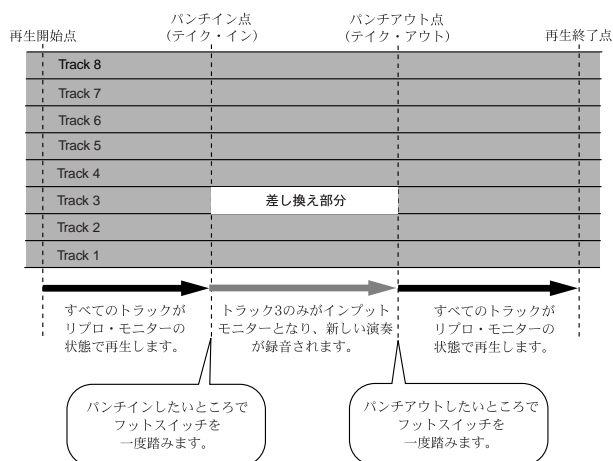 パンチイン点
（テイク・イン）
パンチアウト点
（テイク・アウト）
再生開始点
再生終了点
Track 8
Track 7
Track 6
Track 5
Track 4
Track 3
差し換え部分
Track 2
Track 1
すべてのトラックが
リプロ・モニターの
状態で再生します。
トラック3のみがインプット
モニターとなり、新しい演奏
が録音されます。
すべてのトラックが
リプロ・モニターの
状態で再生します。
パンチインしたいところで
フットスイッチを
一度踏みます。
パンチアウトしたいところで
フットスイッチを
一度踏みます。